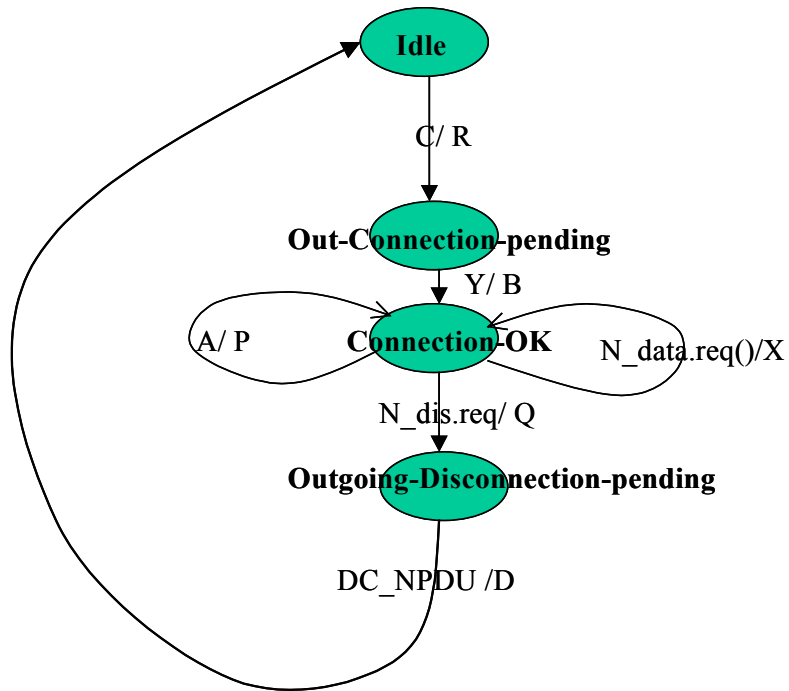 Idle
C/ R
Out-Connection-pending
Y/ B
A/ P
Connection-OK
N_data.req()/X
N_dis.req/ Q
Outgoing-Disconnection-pending
DC_NPDU /D